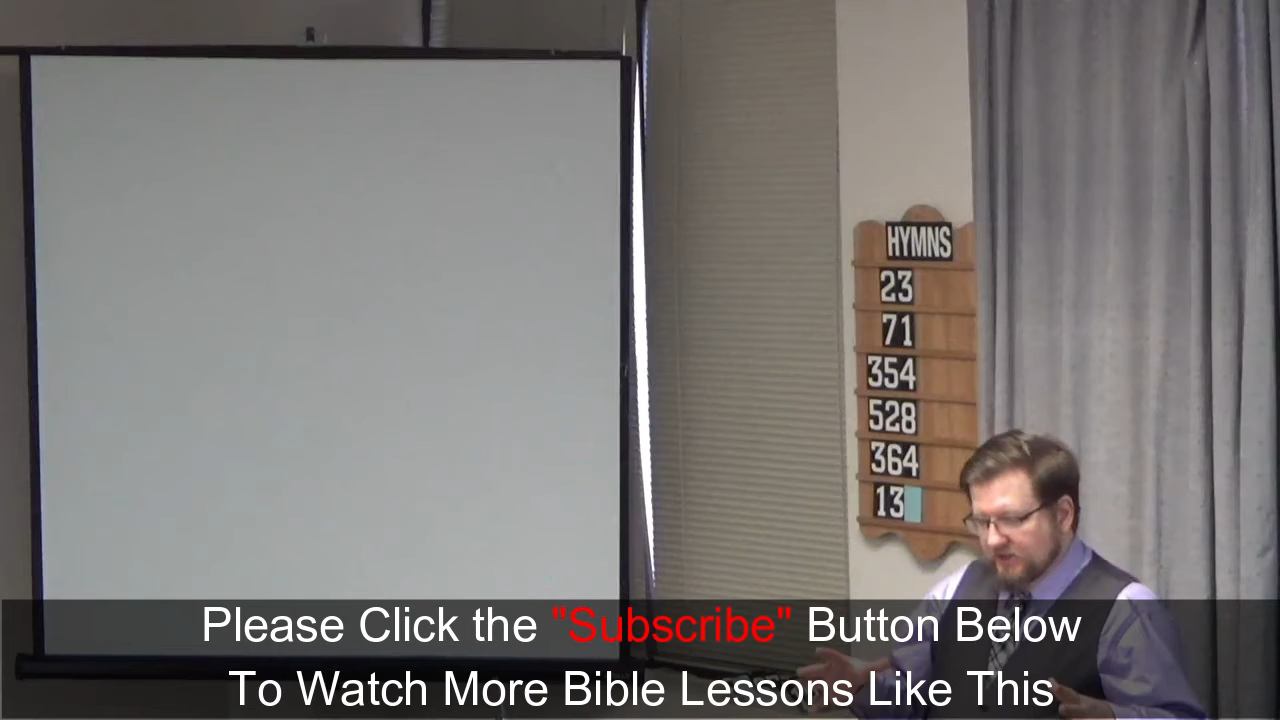 HYMNS
23
71
354
528
364
13
Please Click the "Subscribe" Button Below
To Watch More Bible Lessons Like This